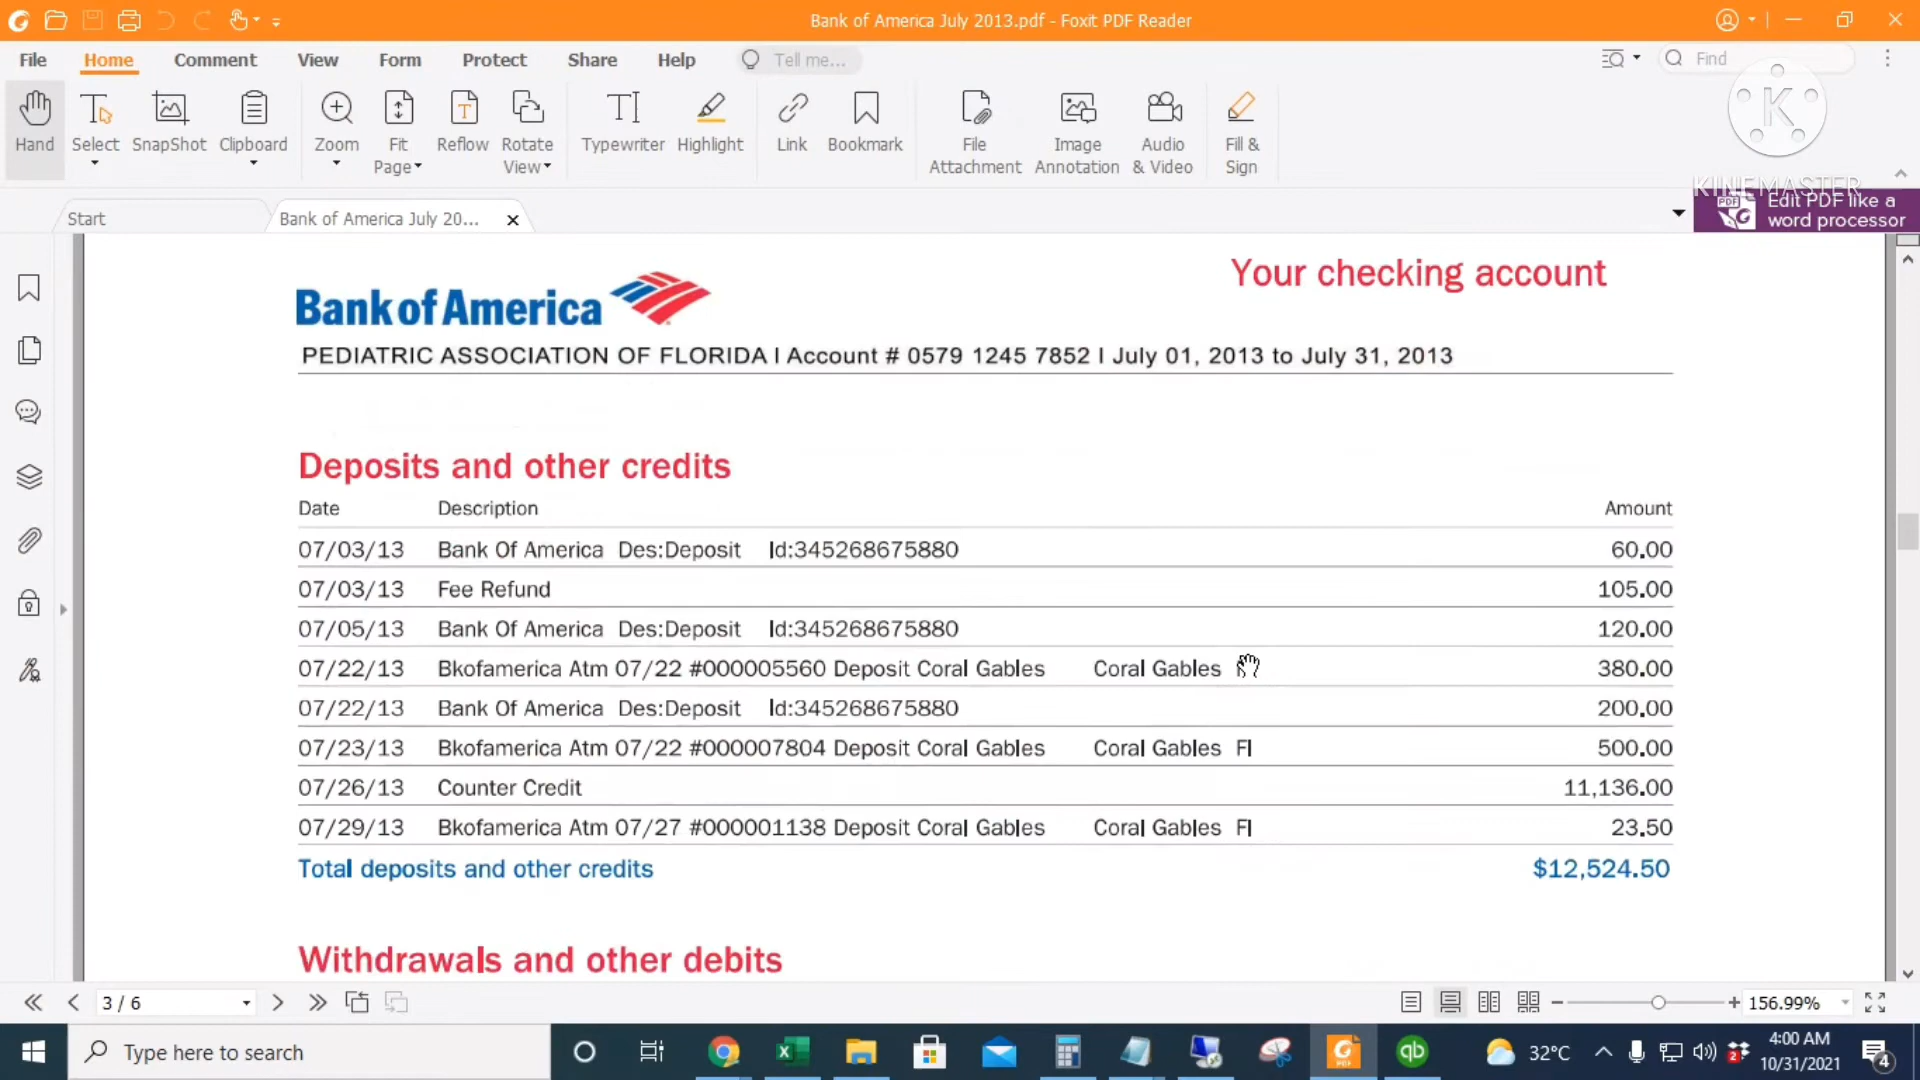 Bank of America July 2013.pdf - Foxit PDF Reader
File Home Comment View Form Protect Share Help Tell me... Find
Hand Select SnapShot Clipboard Zoom Fit Page Reflow Rotate View Typewriter Highlight Link Bookmark File Attachment Image Annotation Audio & Video Fill & Sign
K
KINEMASTER
Start Bank of America July 20... Edit PDF like a
word processor
Your checking account
Bank of America
PEDIATRIC ASSOCIATION OF FLORIDA I Account # 0579 1245 7852 I July 01, 2013 to July 31, 2013
Deposits and other credits
Date Description Amount
07/03/13 Bank Of America Des:Deposit Id:345268675880 60.00
07/03/13 Fee Refund 105.00
07/05/13 Bank Of America Des:Deposit Id:345268675880 120.00
07/22/13 Bkofamerica Atm 07/22 #000005560 Deposit Coral Gables Coral Gables 380.00
07/22/13 Bank Of America Des:Deposit Id:345268675880 200.00
07/23/13 Bkofamerica Atm 07/22 #000007804 Deposit Coral Gables Coral Gables Fl 500.00
07/26/13 Counter Credit 11,136.00
07/29/13 Bkofamerica Atm 07/27 #000001138 Deposit Coral Gables Coral Gables Fl 23.50
Total deposits and other credits $12,524.50
Withdrawals and other debits
3 / 6 156.99%
Type here to search 32°C 4:00 AM
10/31/2021 4